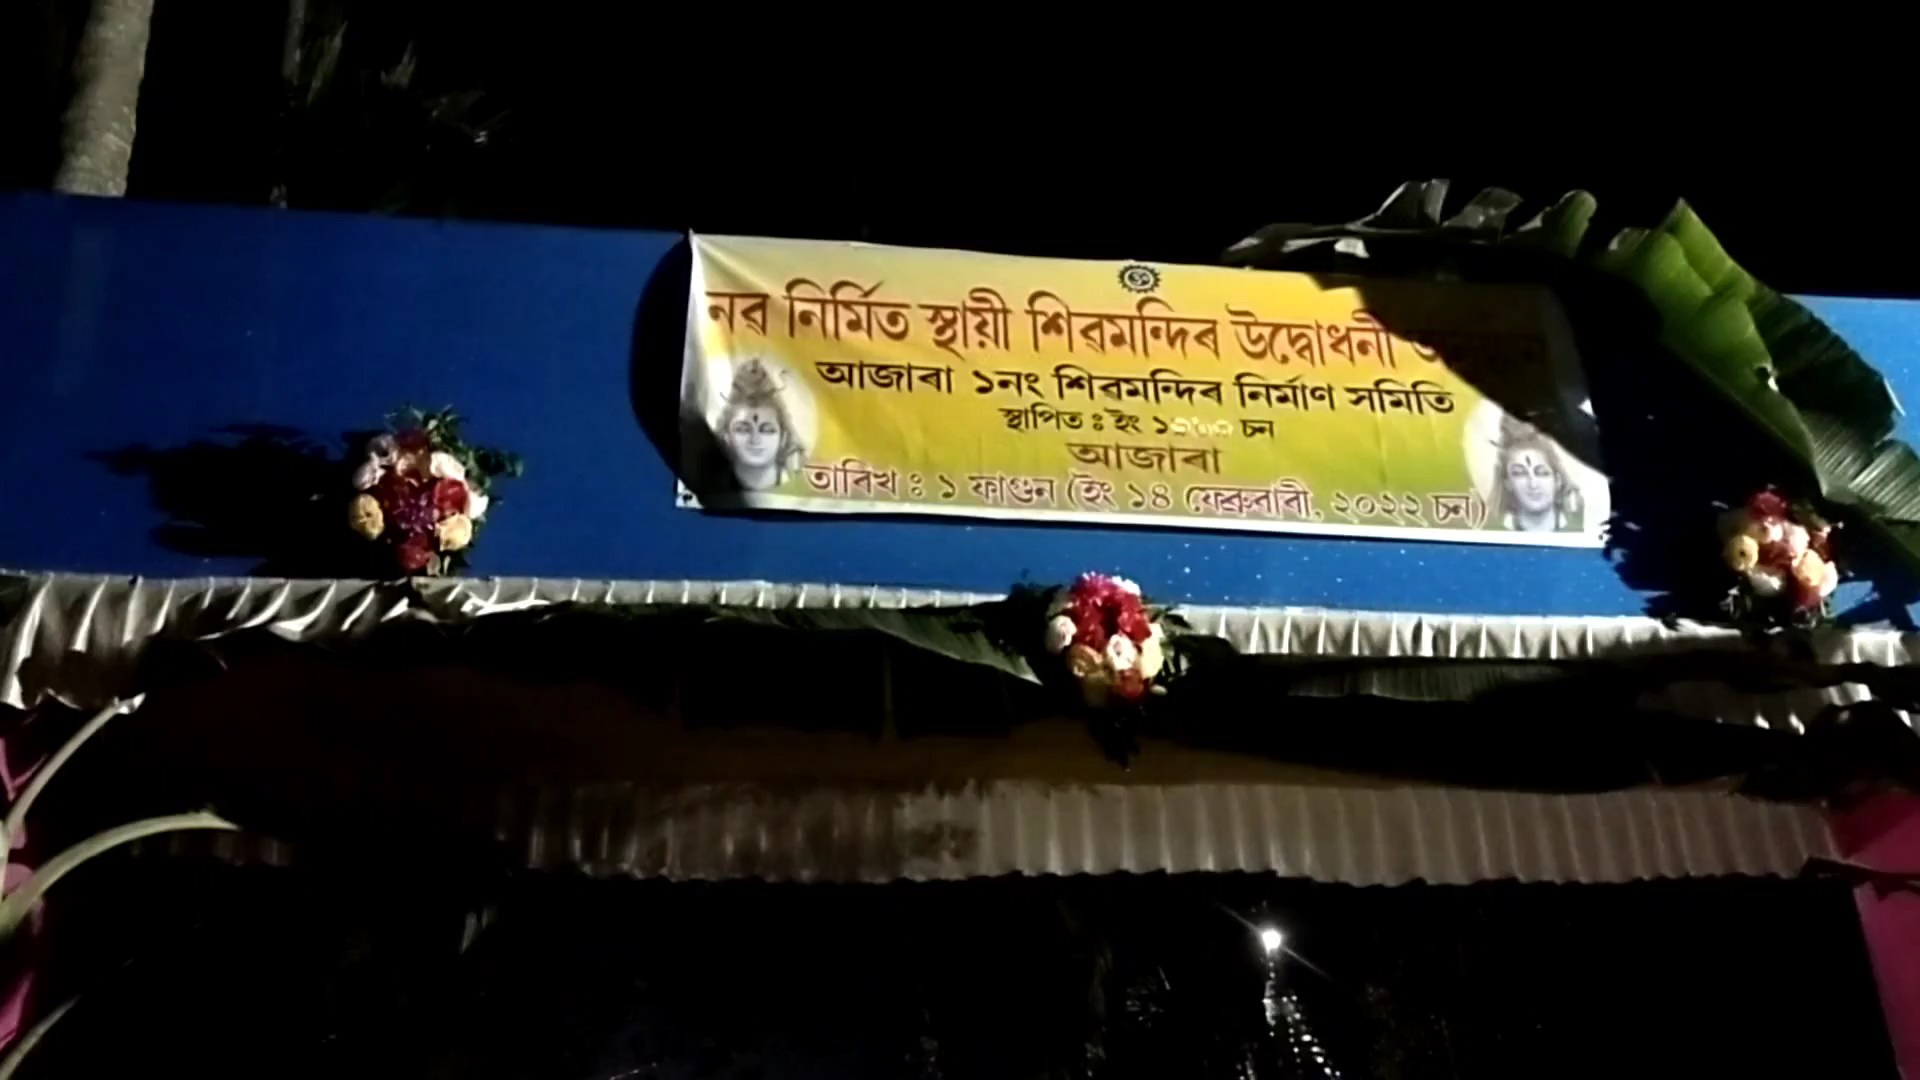 ॐ
নৱ নিৰ্মিত স্থায়ী শিৱমন্দিৰ উদ্বোধনী
আজাৰা ১নং শিৱমন্দিৰ নিৰ্মাণ সমিতি
স্থাপিত : ইং চন
আজাৰা
তাৰিখ : ১ ফাগুন (ইং ১৪ ফেব্ৰুৱাৰী, ২০২২ চন)